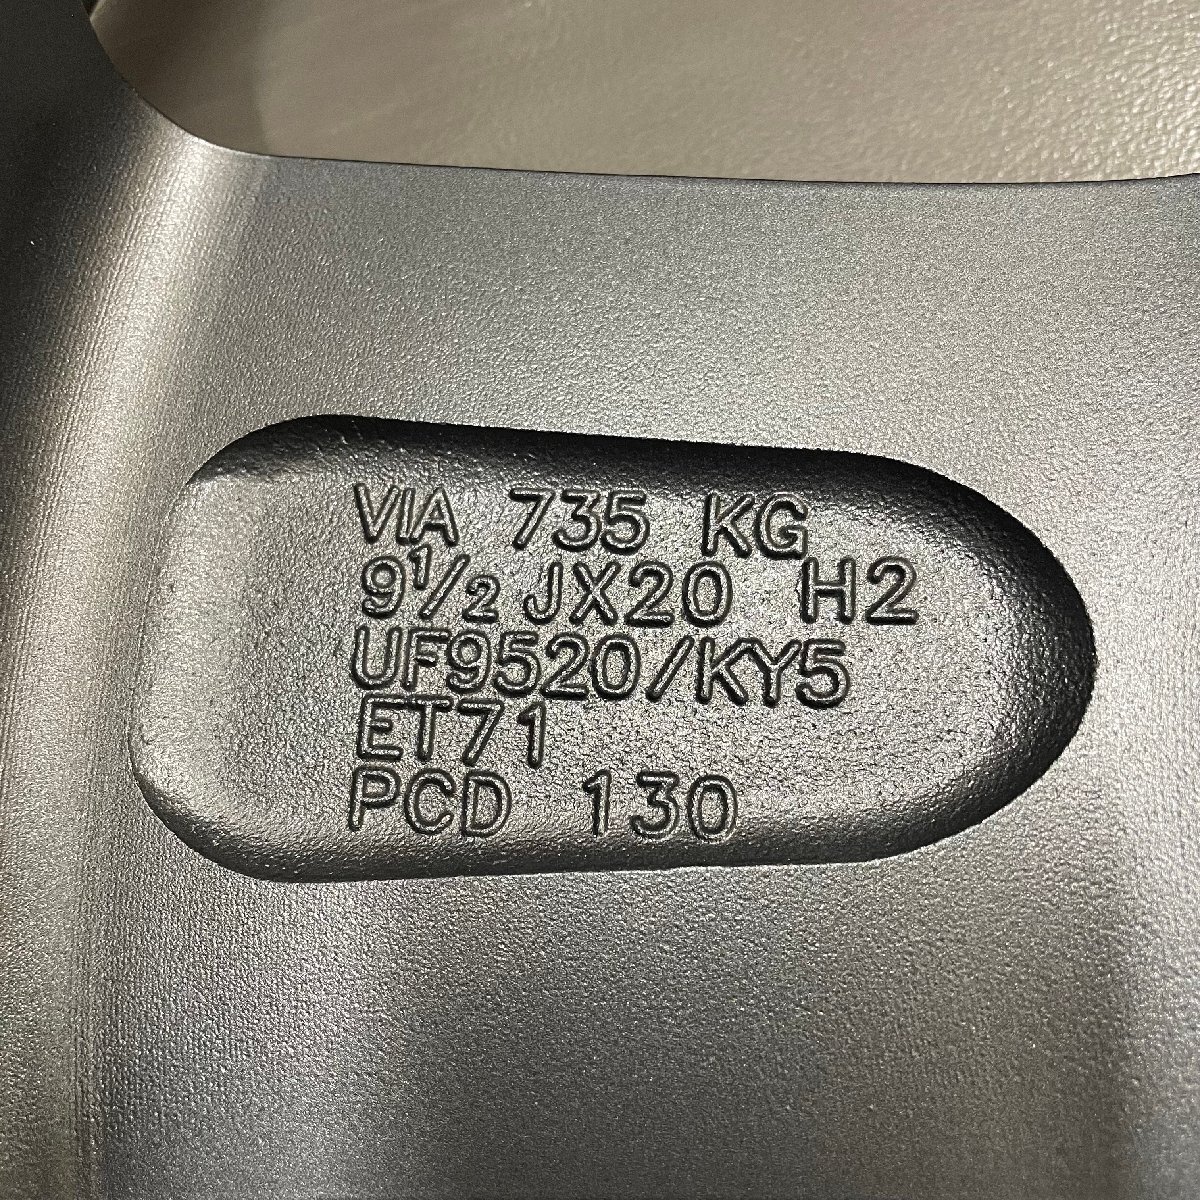 VIA 735 KG
9½ JX20 H2
UF9520/KY5
ET71
PCD 130